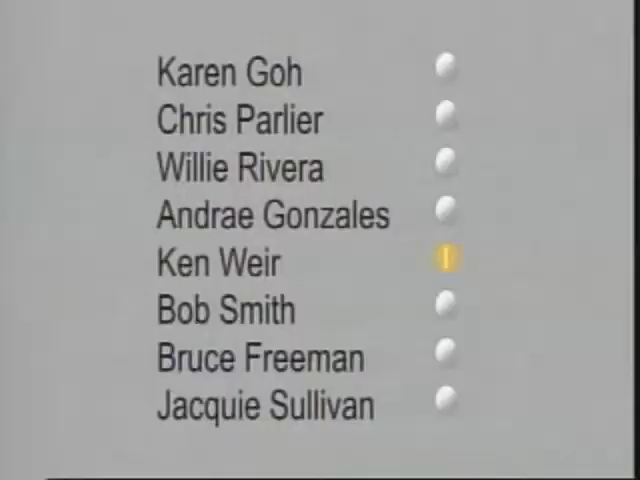 Karen Goh
Chris Parlier
Willie Rivera
Andrae Gonzales
Ken Weir
Bob Smith
Bruce Freeman
Jacquie Sullivan